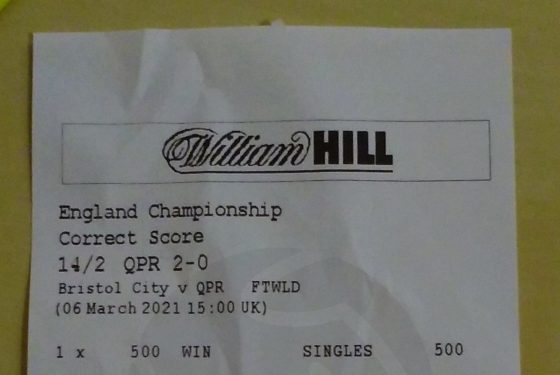 William HILL
England Championship
Correct Score
14/2 QPR 2-0
Bristol City v QPR FTWLD
(06 March 2021 15:00 UK)
1 x 500 WIN SINGLES 500